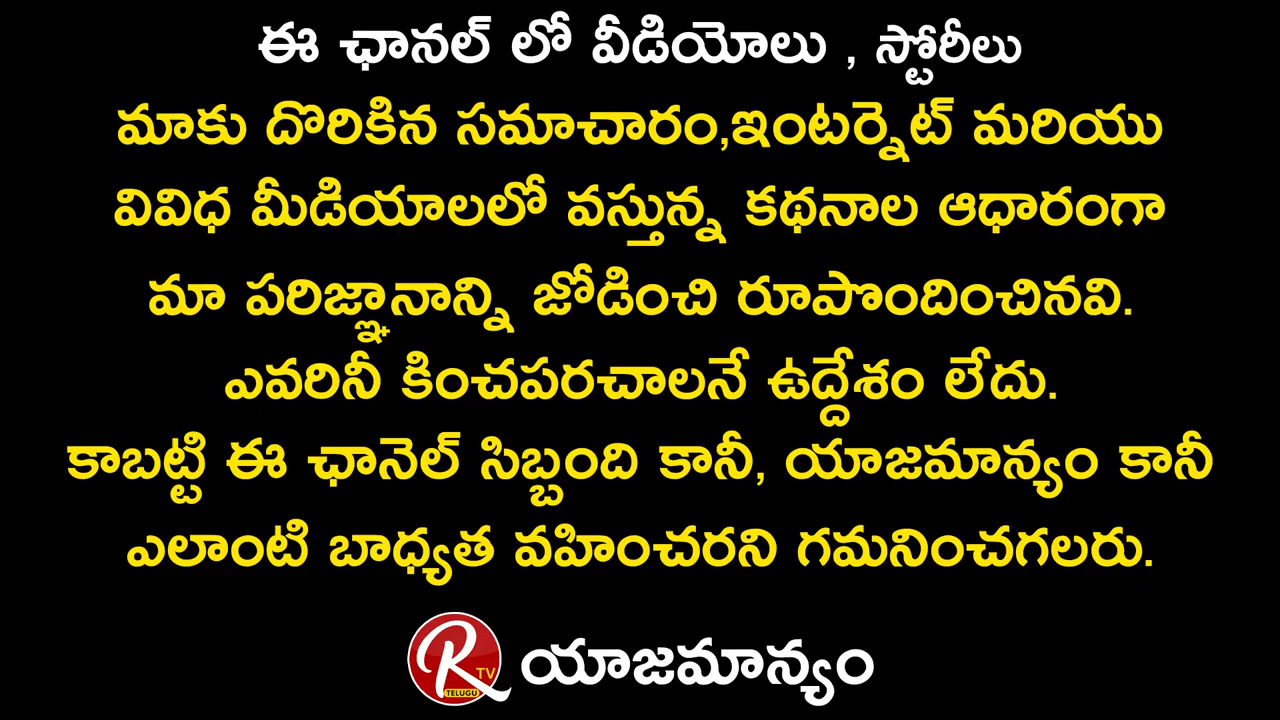 ఈ ఛానల్ లో వీడియోలు , స్టోరీలు
మాకు దొరికిన సమాచారం,ఇంటర్నెట్ మరియు
వివిధ మీడియాలలో వస్తున్న కథనాల ఆధారంగా
మా పరిజ్ఞానాన్ని జోడించి రూపొందించినవి.
ఎవరినీ కించపరచాలనే ఉద్దేశం లేదు.
కాబట్టి ఈ ఛానెల్ సిబ్బంది కానీ, యాజమాన్యం కానీ
ఎలాంటి బాధ్యత వహించరని గమనించగలరు.
R TV TELUGU యాజమాన్యం